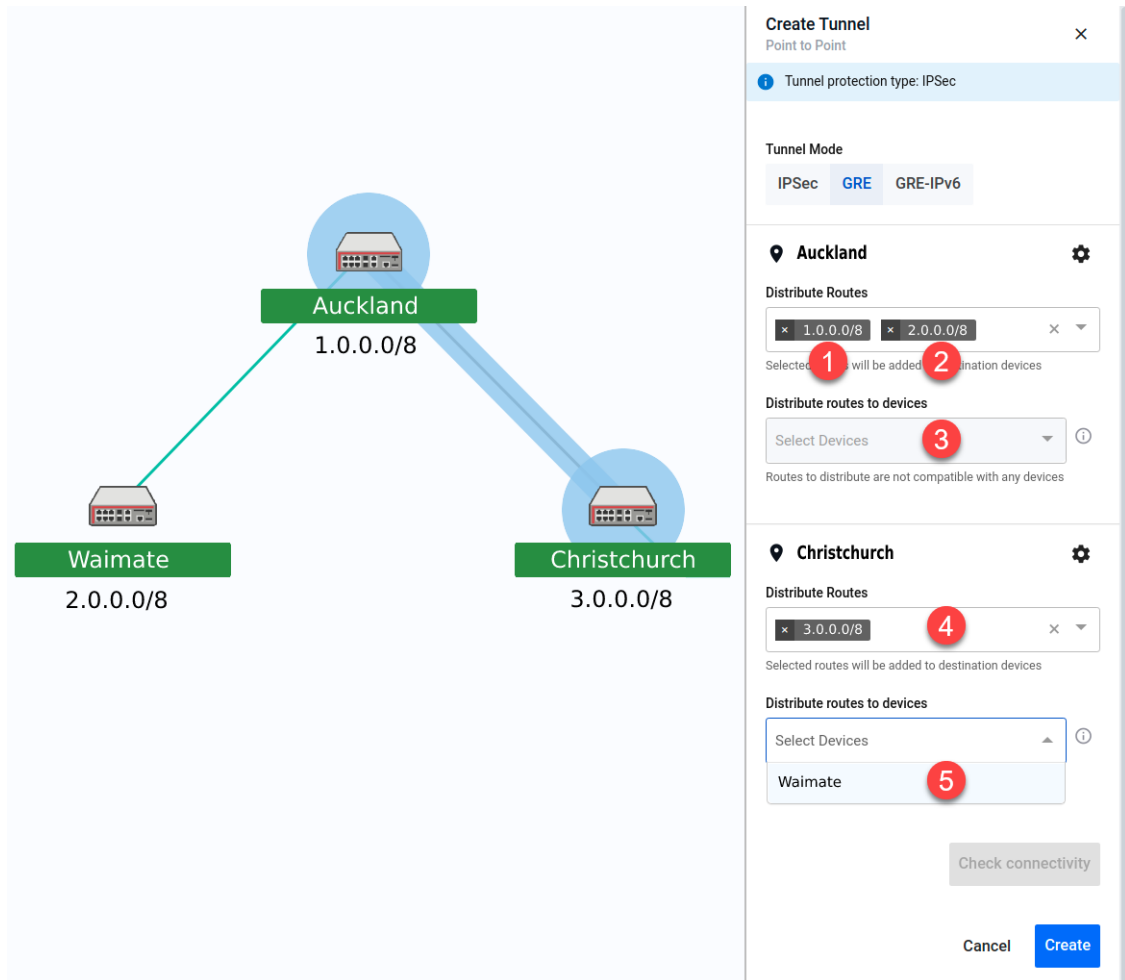 Create Tunnel
Point to Point
Tunnel protection type: IPSec
Tunnel Mode
IPSec GRE GRE-IPv6
Auckland
Distribute Routes
× 1.0.0.0/8 × 2.0.0.0/8
1 2
Selected will be added destination devices
Distribute routes to devices
Select Devices 3
Routes to distribute are not compatible with any devices
Christchurch
Distribute Routes
× 3.0.0.0/8 4
Selected routes will be added to destination devices
Distribute routes to devices
Select Devices
Waimate 5
Check connectivity
Cancel Create
Auckland
1.0.0.0/8
Waimate
2.0.0.0/8
Christchurch
3.0.0.0/8